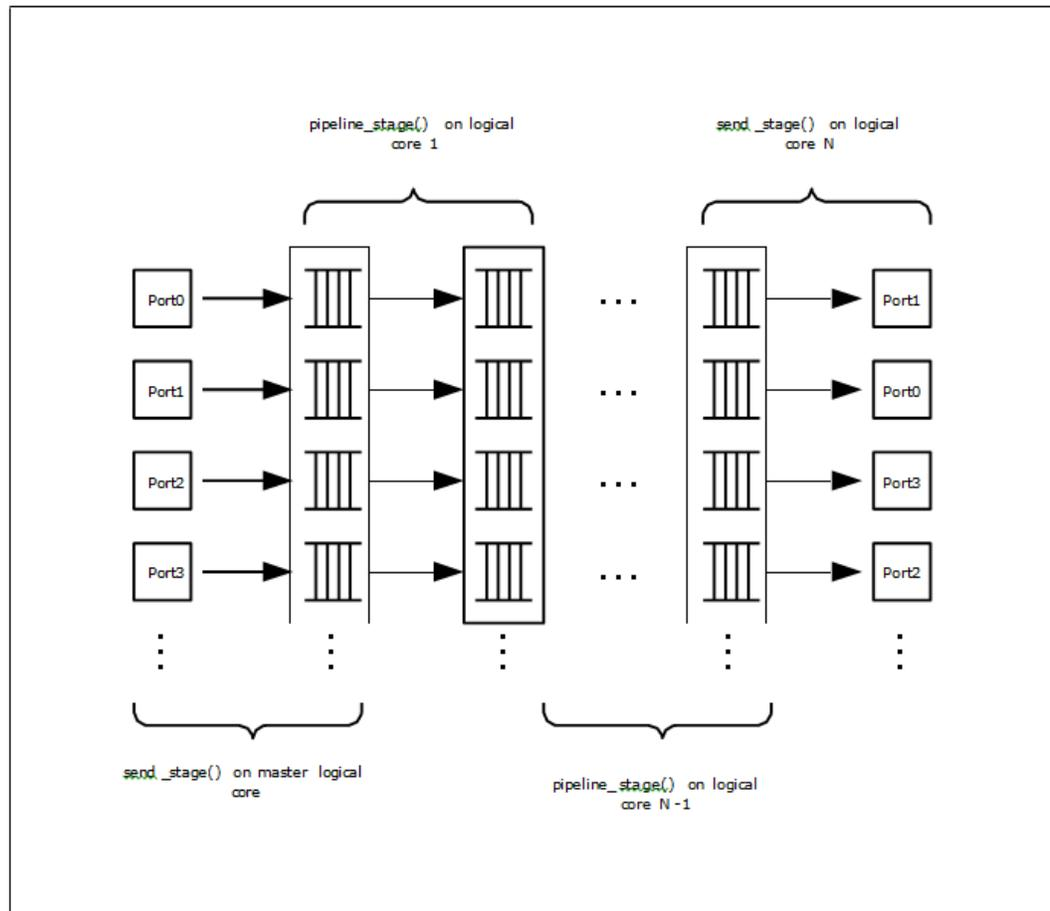 pipeline_stage() on logical
core 1
send _stage() on logical
core N
Port0
Port1
Port1
Port0
Port2
Port3
Port3
Port2
send _stage() on master logical
core
pipeline_stage() on logical
core N -1